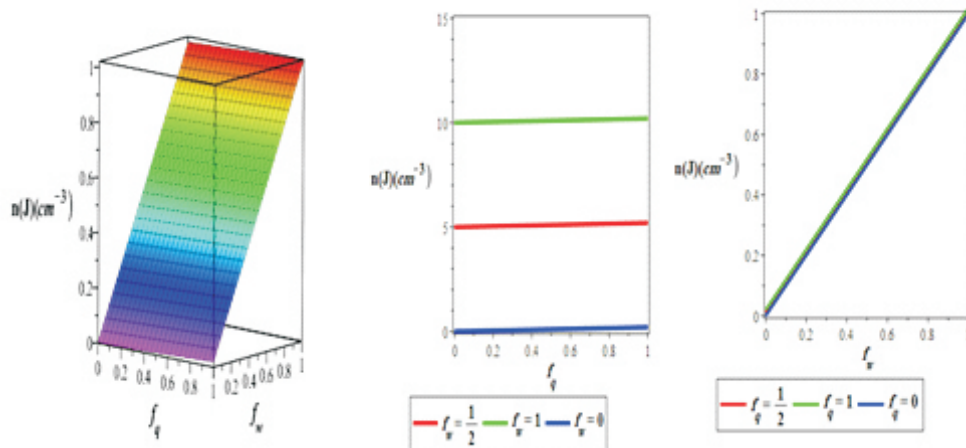 1
0.8
0.6
n(J)(cm⁻³)
0.4
0.2
0
0 0.2 0.4 0.6 0.8 1
f_q
0.2 0.4 0.6 0.8 1
f_w
15
10
n(J)(cm⁻³)
5
0
0 0.2 0.4 0.6 0.8 1
f_q
f_w = 1/2 f_w = 1 f_w = 0
1
0.8
0.6
n(J)(cm⁻³)
0.4
0.2
0
0 0.2 0.4 0.6 0.8
f_w
f_q = 1/2 f_q = 1 f_q = 0